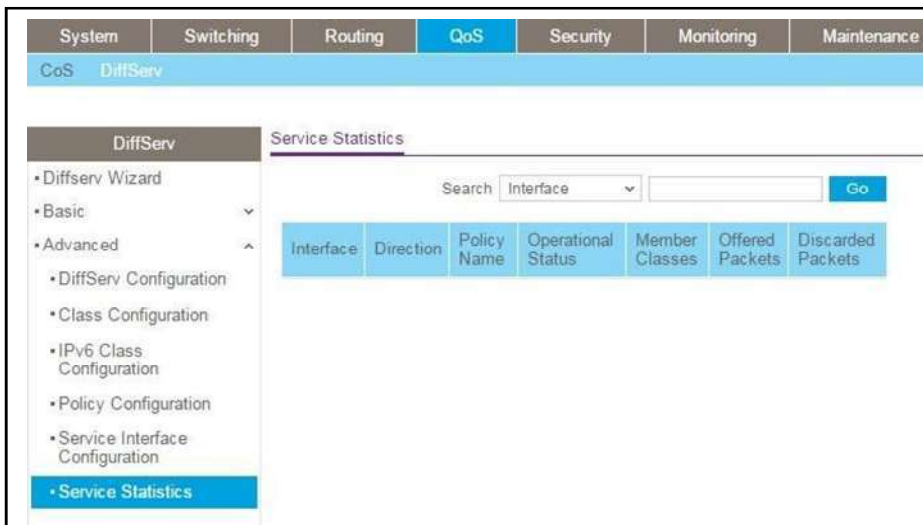 System Switching Routing QoS Security Monitoring Maintenance
CoS DiffServ
DiffServ
Diffserv Wizard
Basic
Advanced
DiffServ Configuration
Class Configuration
IPv6 Class
Configuration
Policy Configuration
Service Interface
Configuration
Service Statistics
Service Statistics
Search Interface Go
Interface Direction Policy Name Operational Status Member Classes Offered Packets Discarded Packets